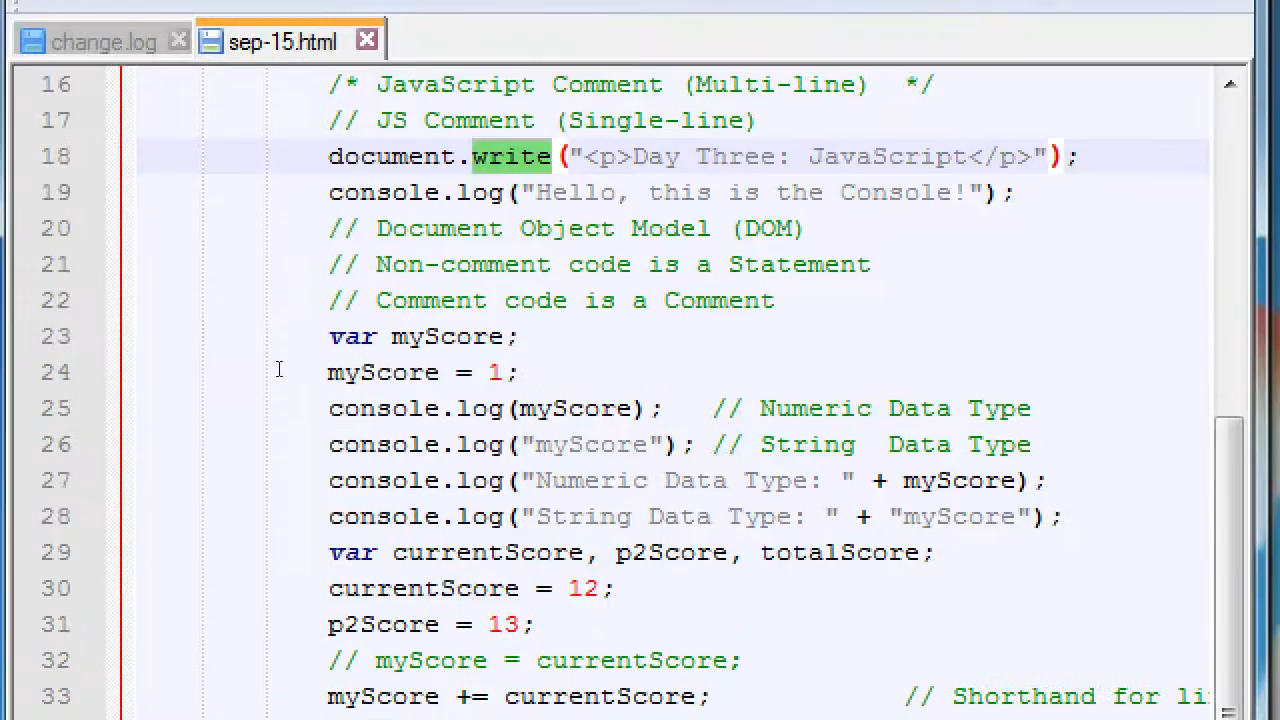 change.log sep-15.html
16 /* JavaScript Comment (Multi-line)  */
17 // JS Comment (Single-line)
18 document.write("<p>Day Three: JavaScript</p>");
19 console.log("Hello, this is the Console!");
20 // Document Object Model (DOM)
21 // Non-comment code is a Statement
22 // Comment code is a Comment
23 var myScore;
24 myScore = 1;
25 console.log(myScore);   // Numeric Data Type
26 console.log("myScore"); // String  Data Type
27 console.log("Numeric Data Type: " + myScore);
28 console.log("String Data Type: " + "myScore");
29 var currentScore, p2Score, totalScore;
30 currentScore = 12;
31 p2Score = 13;
32 // myScore = currentScore;
33 myScore += currentScore;            // Shorthand for